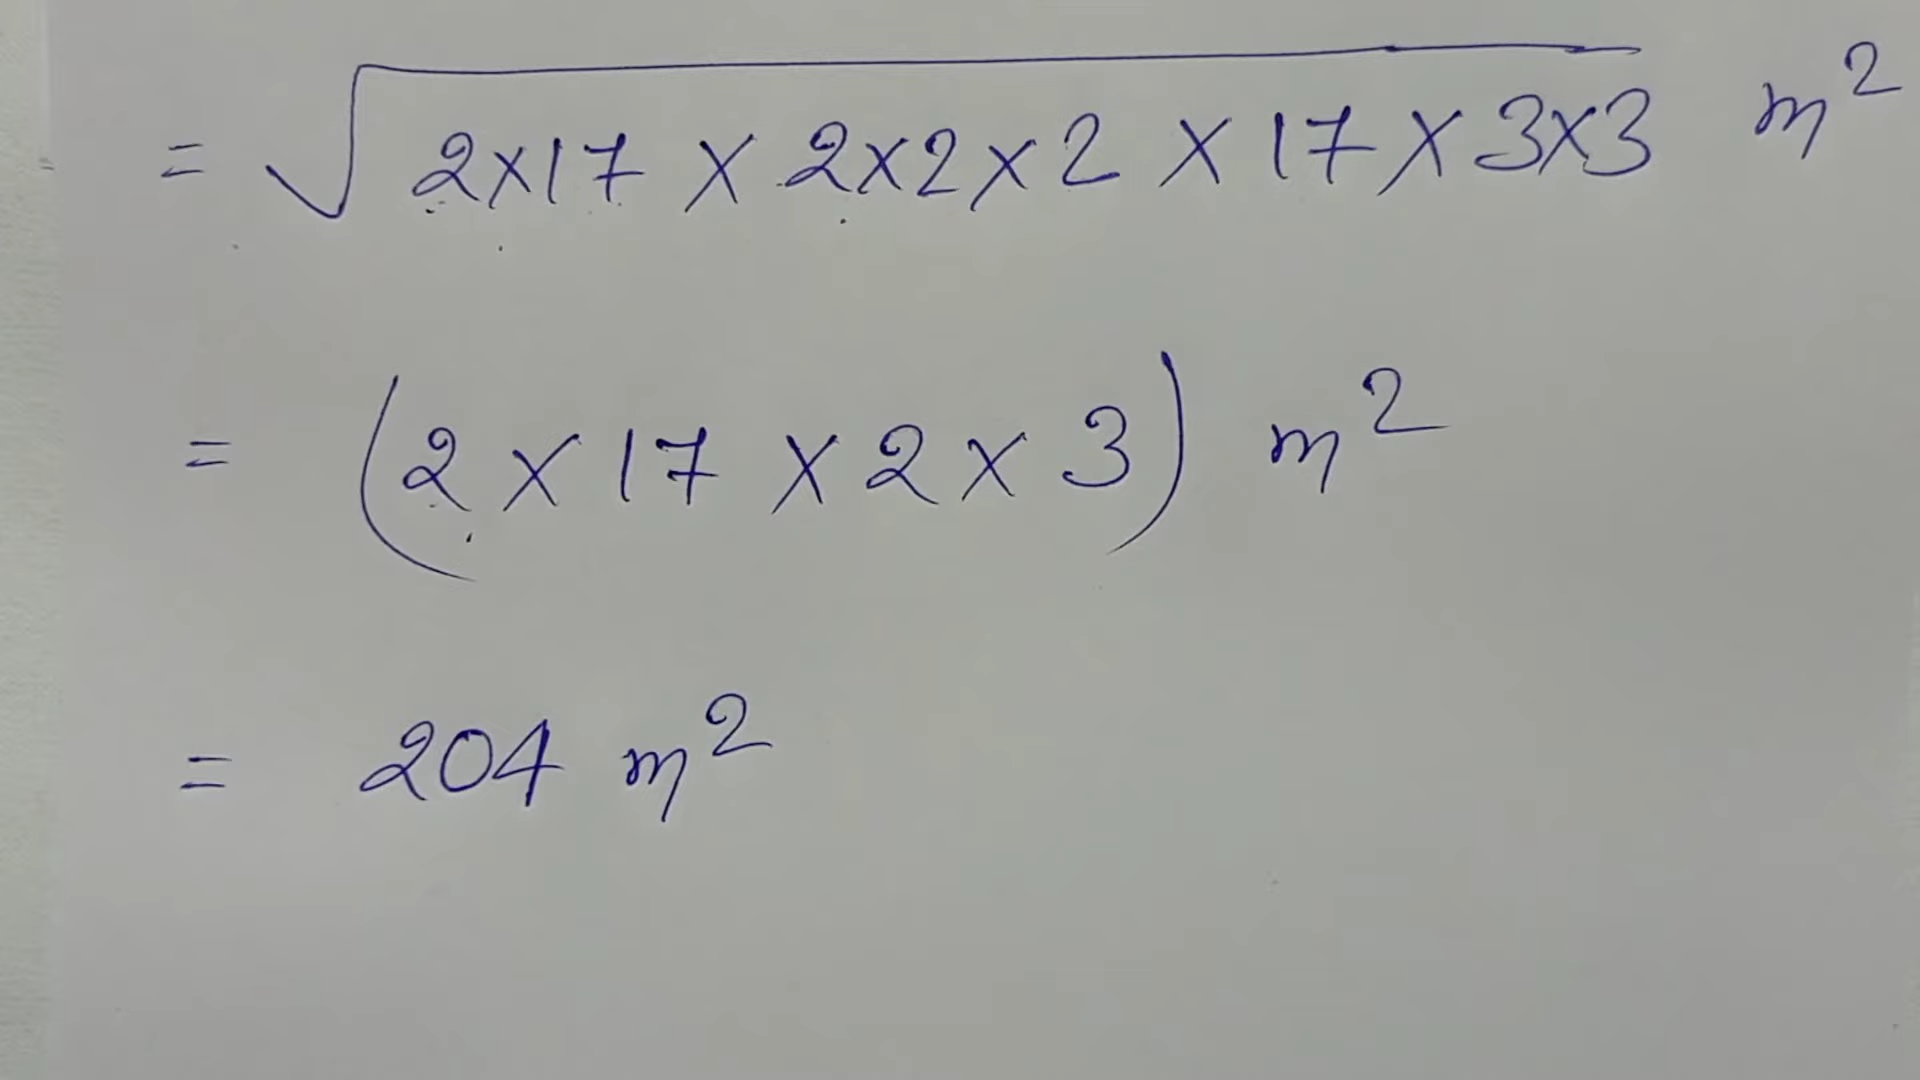 = √2×17 × 2×2×2 × 17 × 3×3 m²
= (2 × 17 × 2 × 3) m²
= 204 m²